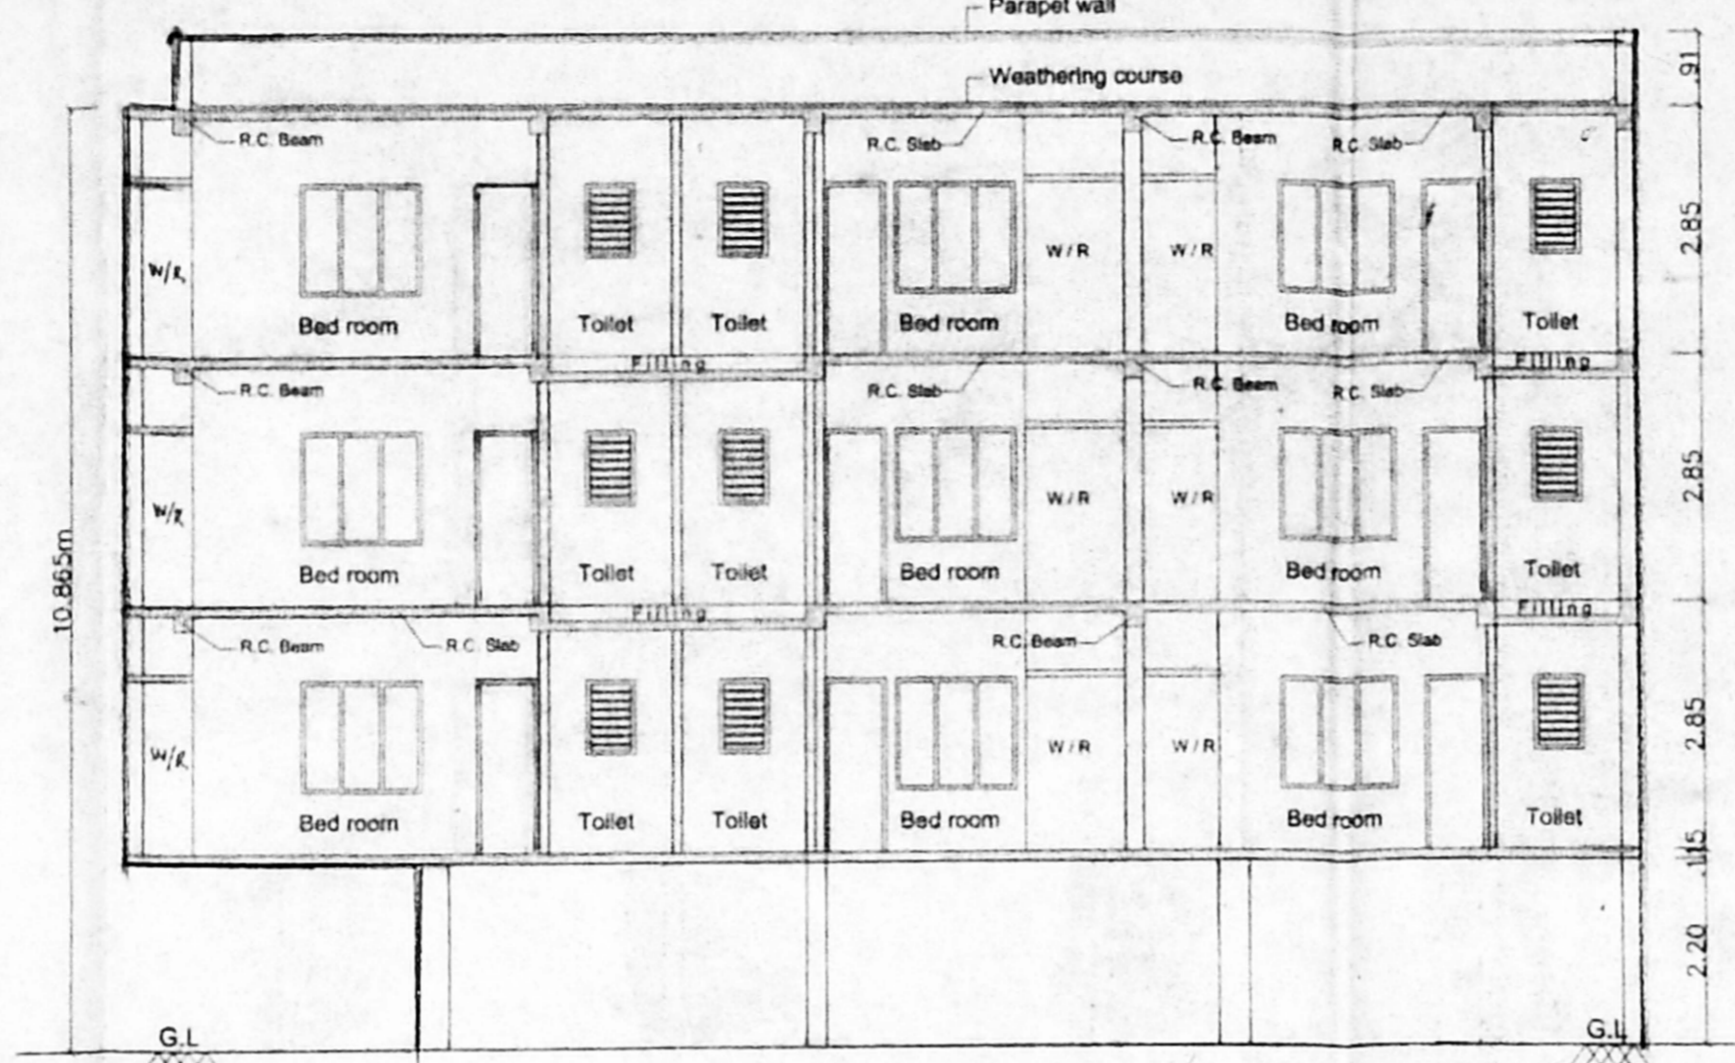 Parapet wall
Weathering course
.91
R.C. Beam
R.C. Slab
R.C. Beam
R.C. Slab
2.85
W/R
W/R
W/R
Bed room
Toilet
Toilet
Bed room
Bed room
Toilet
Filling
Filling
R.C. Beam
R.C. Slab
R.C. Beam
R.C. Slab
2.85
W/R
W/R
W/R
10.865m
Bed room
Toilet
Toilet
Bed room
Bed room
Toilet
Filling
Filling
R.C. Beam
R.C. Slab
R.C. Beam
R.C. Slab
2.85
W/R
W/R
W/R
Bed room
Toilet
Toilet
Bed room
Bed room
Toilet
.15
2.20
G.L
G.L